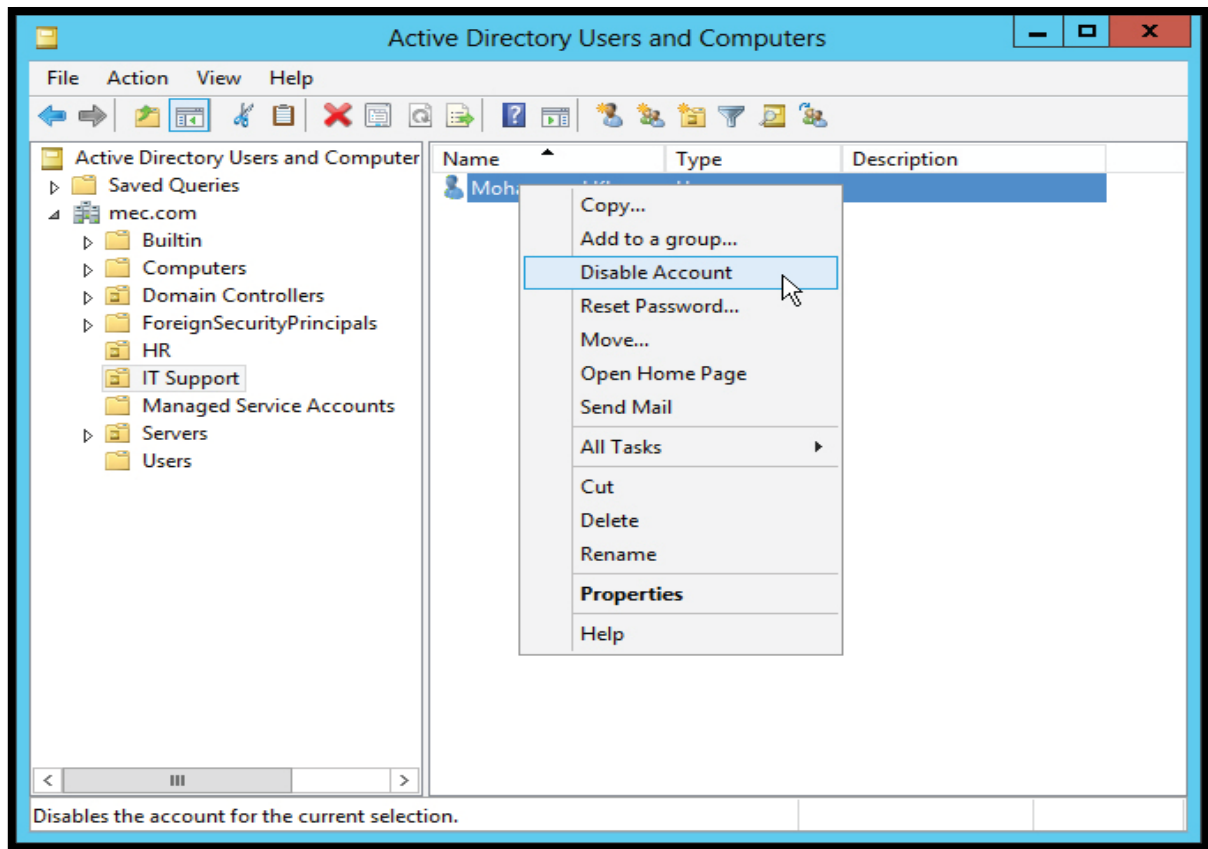 Active Directory Users and Computers
File Action View Help
Active Directory Users and Computer
Saved Queries
mec.com
Builtin
Computers
Domain Controllers
ForeignSecurityPrincipals
HR
IT Support
Managed Service Accounts
Servers
Users
Name Type Description
Copy...
Add to a group...
Disable Account
Reset Password...
Move...
Open Home Page
Send Mail
All Tasks
Cut
Delete
Rename
Properties
Help
Disables the account for the current selection.